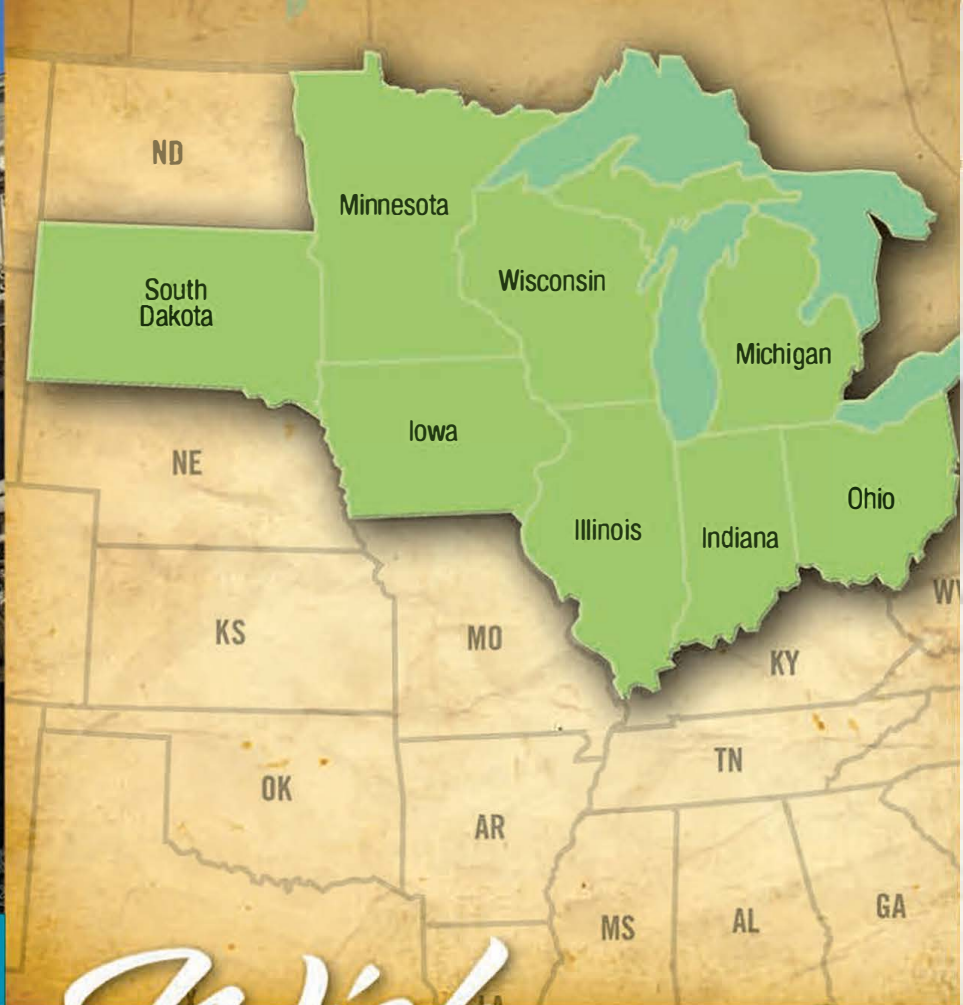 ND
Minnesota
South
Dakota
Wisconsin
Michigan
Iowa
NE
Ohio
Illinois
Indiana
KS
MO
KY
TN
OK
AR
MS
AL
GA
LA